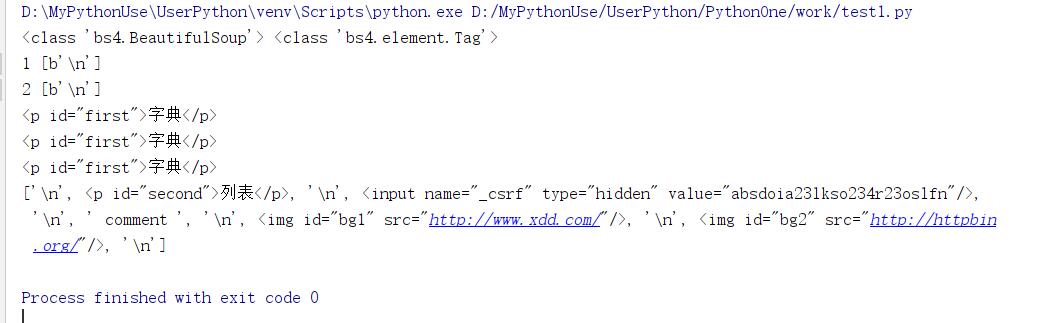 D:\MyPythonUse\UserPython\venv\Scripts\python.exe D:/MyPythonUse/UserPython/PythonOne/work/test1.py
<class 'bs4.BeautifulSoup'> <class 'bs4.element.Tag'>
1 [b'\n']
2 [b'\n']
<p id="first">字典</p>
<p id="first">字典</p>
<p id="first">字典</p>
['\n', <p id="second">列表</p>, '\n', <input name="_csrf" type="hidden" value="absdoia23lkso234r23oslfn"/>,
'\n', ' comment ', '\n', <img id="bg1" src="http://www.xdd.com/"/>, '\n', <img id="bg2" src="http://httpbin
.org/"/>, '\n']
Process finished with exit code 0